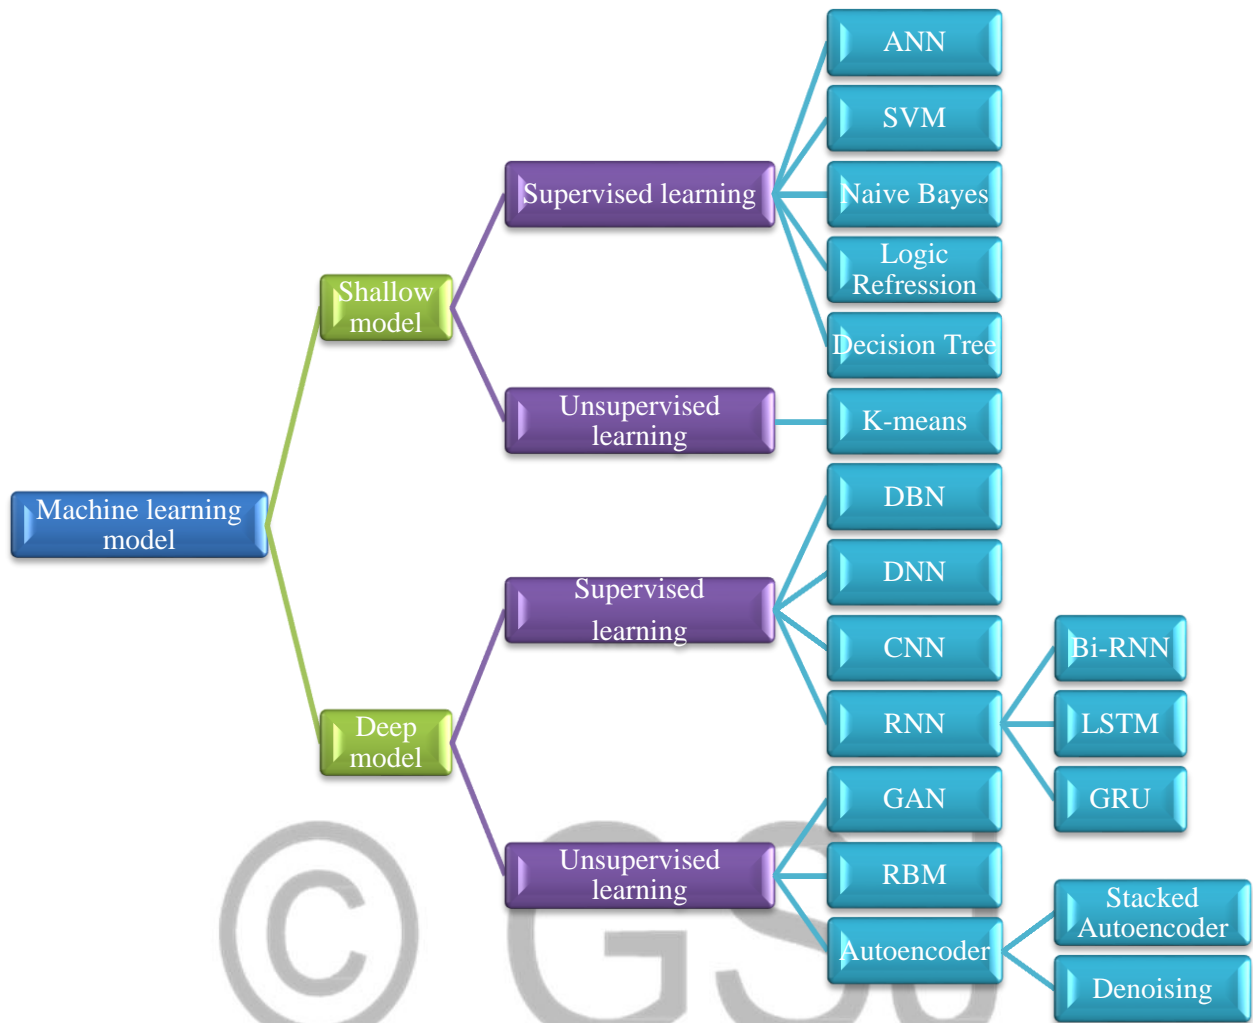 Machine learning
model
Shallow
model
Supervised learning
ANN
SVM
Naive Bayes
Logic
Refression
Decision Tree
Unsupervised
learning
K-means
Deep
model
Supervised
learning
DBN
DNN
CNN
RNN
Bi-RNN
LSTM
GRU
Unsupervised
learning
GAN
RBM
Autoencoder
Stacked
Autoencoder
Denoising
© GSJ